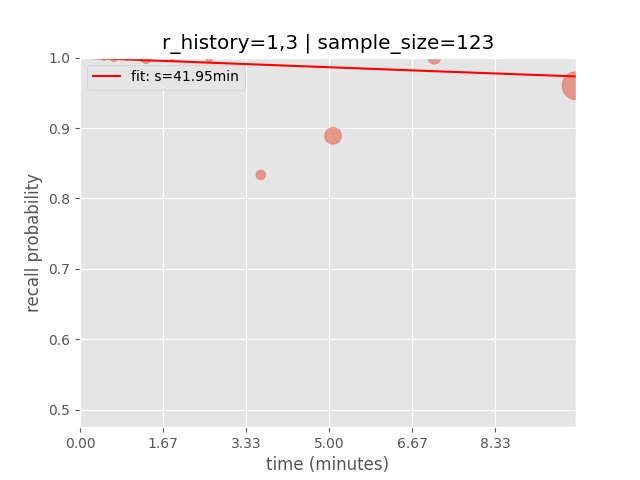 r_history=1,3 | sample_size=123
fit: s=41.95min
recall probability
1.0
0.9
0.8
0.7
0.6
0.5
0.00 1.67 3.33 5.00 6.67 8.33
time (minutes)